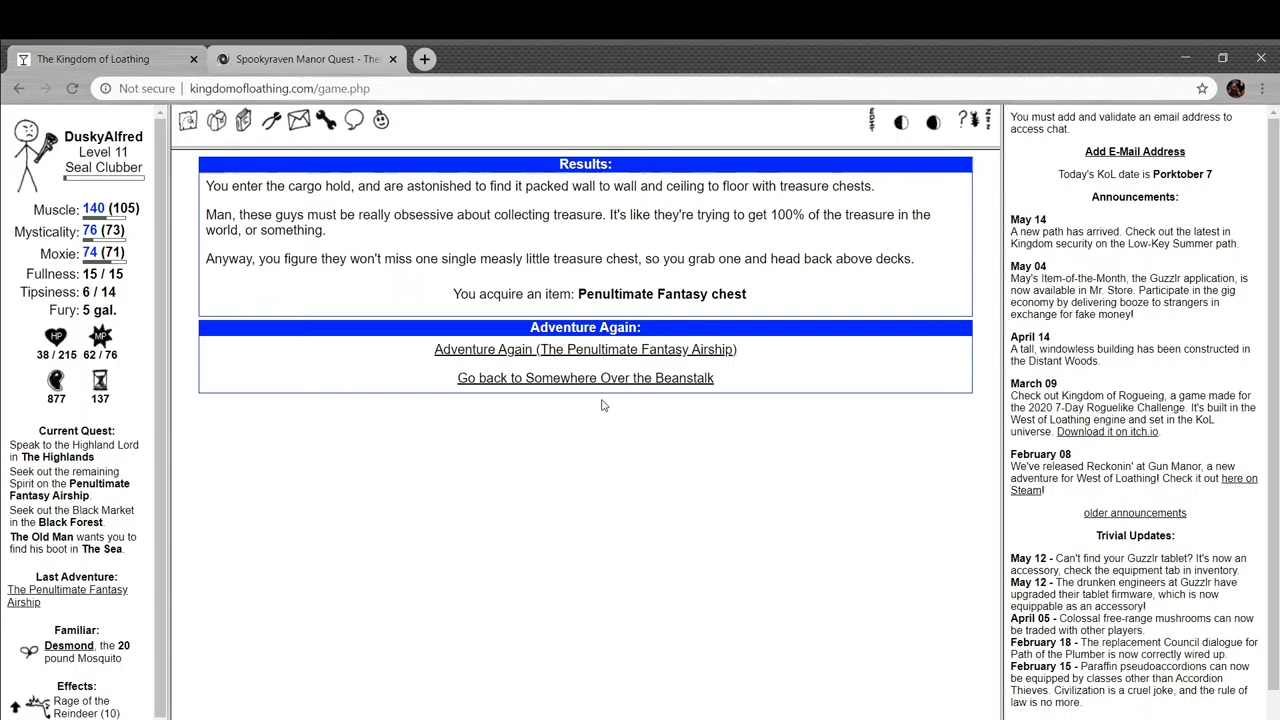 The Kingdom of Loathing
Spookyraven Manor Quest - The
Not secure
kingdomofloathing.com/game.php
DuskyAlfred
Level 11
Seal Clubber
Muscle: 140 (105)
Mysticality: 76 (73)
Moxie: 74 (71)
Fullness: 15 / 15
Tipsiness: 6 / 14
Fury: 5 gal.
HP MP
38 / 215 62 / 76
877 137
Current Quest:
Speak to the Highland Lord
in The Highlands
Seek out the remaining
Spirit on the Penultimate
Fantasy Airship.
Seek out the Black Market
in the Black Forest.
The Old Man wants you to
find his boot in The Sea.
Last Adventure:
The Penultimate Fantasy
Airship
Familiar:
Desmond, the 20
pound Mosquito
Effects:
Rage of the
Reindeer (10)
Results:
You enter the cargo hold, and are astonished to find it packed wall to wall and ceiling to floor with treasure chests.
Man, these guys must be really obsessive about collecting treasure. It's like they're trying to get 100% of the treasure in the
world, or something.
Anyway, you figure they won't miss one single measly little treasure chest, so you grab one and head back above decks.
You acquire an item: Penultimate Fantasy chest
Adventure Again:
Adventure Again (The Penultimate Fantasy Airship)
Go back to Somewhere Over the Beanstalk
You must add and validate an email address to
access chat.
Add E-Mail Address
Today's KoL date is Porktober 7
Announcements:
May 14
A new path has arrived. Check out the latest in
Kingdom security on the Low-Key Summer path.
May 04
May's Item-of-the-Month, the Guzzlr application, is
now available in Mr. Store. Participate in the gig
economy by delivering booze to strangers in
exchange for fake money!
April 14
A tall, windowless building has been constructed in
the Distant Woods.
March 09
Check out Kingdom of Rogueing, a game made for
the 2020 7-Day Roguelike Challenge. It's built in the
West of Loathing engine and set in the KoL
universe. Download it on itch.io.
February 08
We've released Reckonin' at Gun Manor, a new
adventure for West of Loathing! Check it out here on
Steam!
older announcements
Trivial Updates:
May 12 - Can't find your Guzzlr tablet? It's now an
accessory, check the equipment tab in inventory.
May 12 - The drunken engineers at Guzzlr have
upgraded their tablet firmware, which is now
equippable as an accessory!
April 05 - Colossal free-range mushrooms can now
be traded with other players.
February 18 - The replacement Council dialogue for
Path of the Plumber is now correctly wired up.
February 15 - Paraffin pseudoaccordions can now
be equipped by classes other than Accordion
Thieves. Civilization is a cruel joke, and the rule of
law is no more.